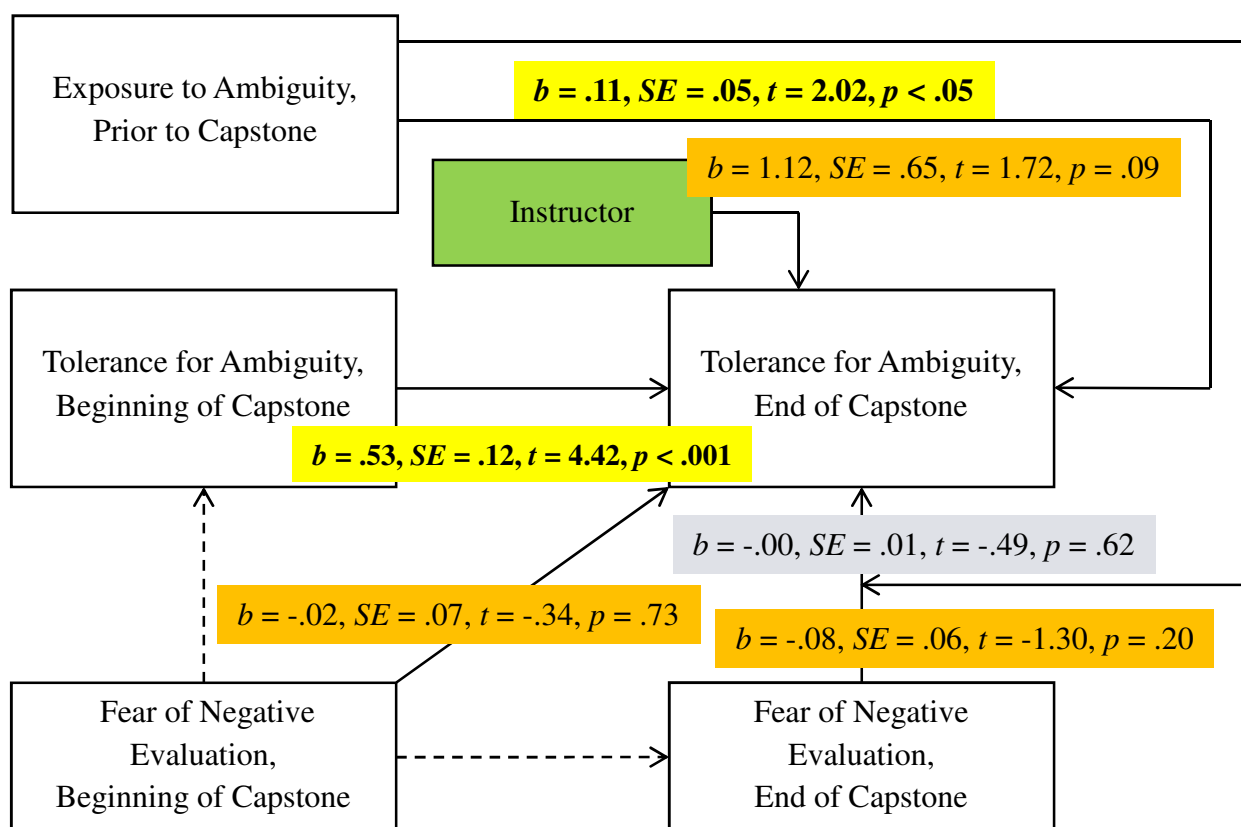 Exposure to Ambiguity,
Prior to Capstone
b = .11, SE = .05, t = 2.02, p < .05
b = 1.12, SE = .65, t = 1.72, p = .09
Instructor
Tolerance for Ambiguity,
Beginning of Capstone
Tolerance for Ambiguity,
End of Capstone
b = .53, SE = .12, t = 4.42, p < .001
b = -.00, SE = .01, t = -.49, p = .62
b = -.02, SE = .07, t = -.34, p = .73
b = -.08, SE = .06, t = -1.30, p = .20
Fear of Negative
Evaluation,
Beginning of Capstone
Fear of Negative
Evaluation,
End of Capstone